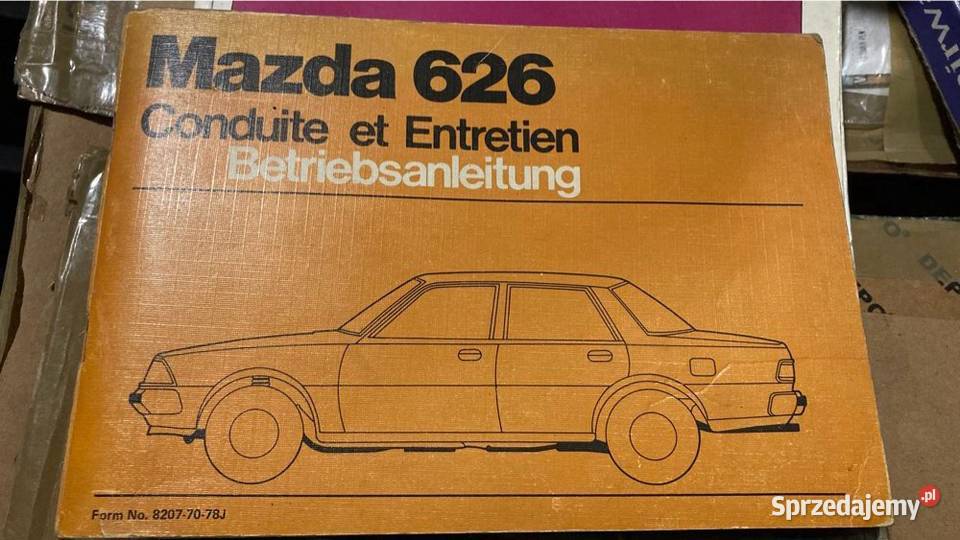 Mazda 626
Conduite et Entretien
Betriebsanleitung
Form No. 8207-70-78J
Sprzedajemy.pl